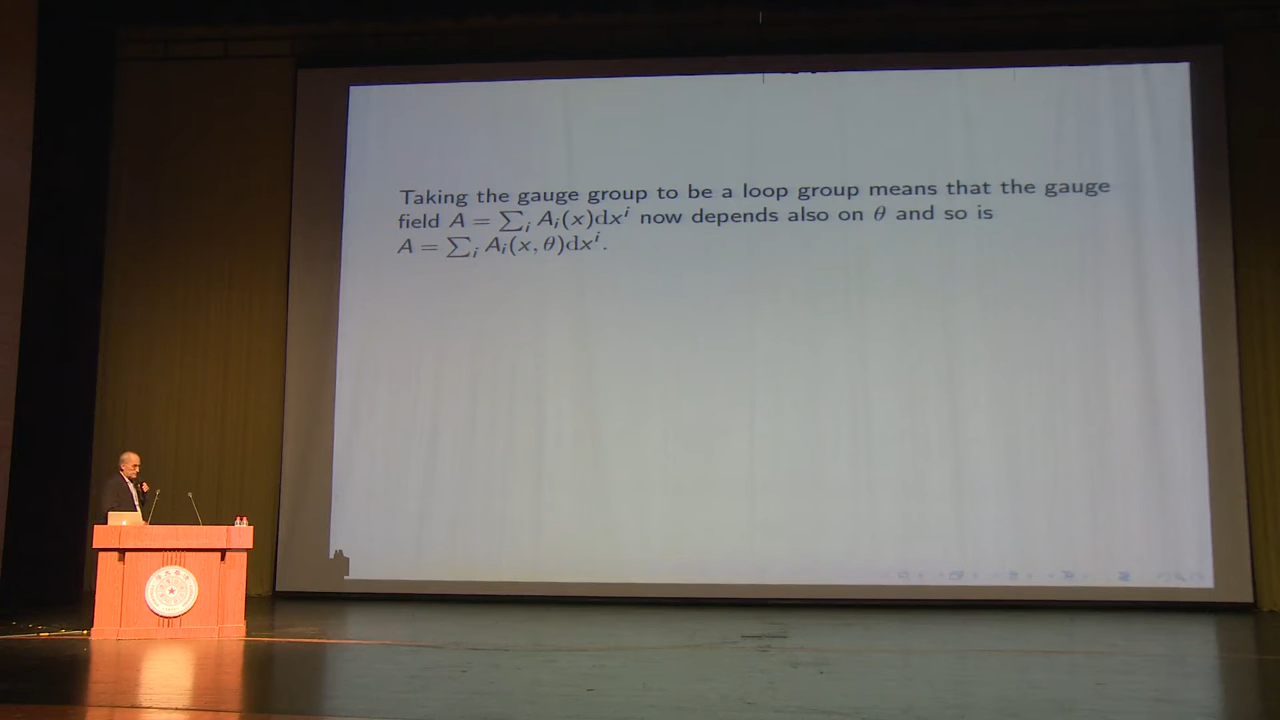 Taking the gauge group to be a loop group means that the gauge
field A = ∑ᵢ Aᵢ(x)dxⁱ now depends also on θ and so is
A = ∑ᵢ Aᵢ(x, θ)dxⁱ.